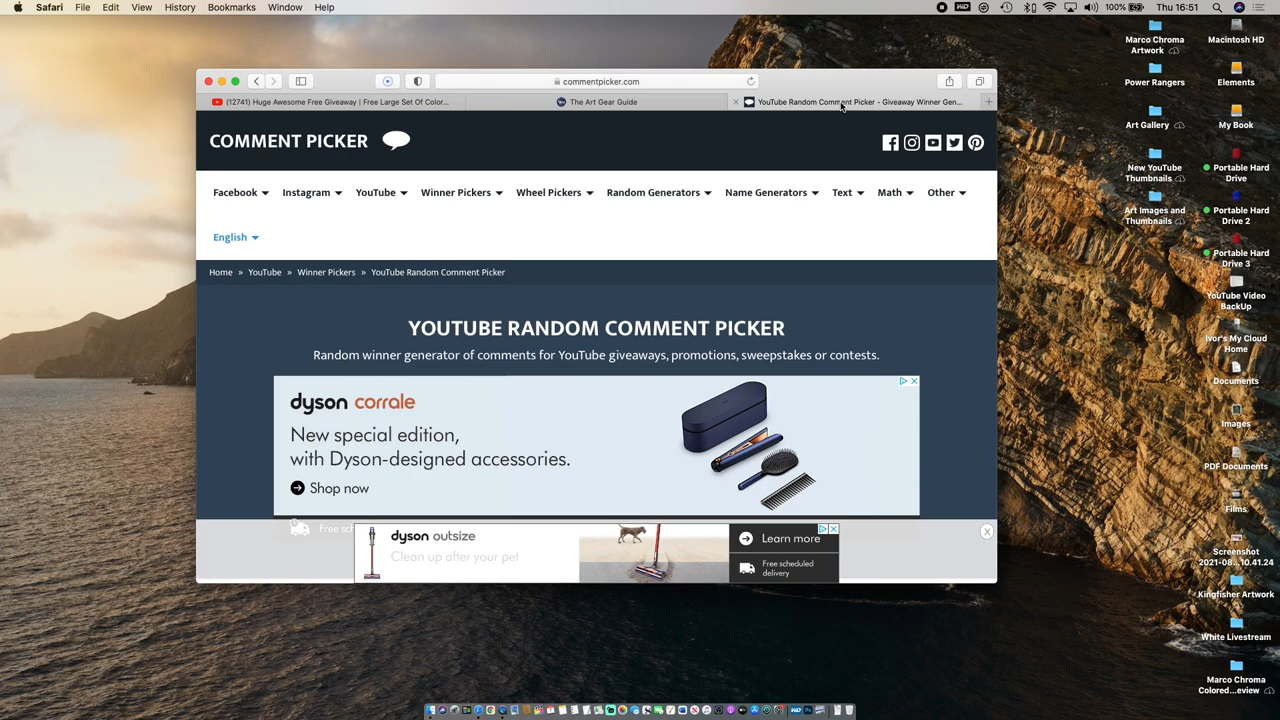 Safari File Edit View History Bookmarks Window Help
100% Thu 16:51
commentpicker.com
(12741) Huge Awesome Free Giveaway | Free Large Set Of Color...
The Art Gear Guide
YouTube Random Comment Picker - Giveaway Winner Gen...
COMMENT PICKER
Facebook Instagram YouTube Winner Pickers Wheel Pickers Random Generators Name Generators Text Math Other
English
Home » YouTube » Winner Pickers » YouTube Random Comment Picker
YOUTUBE RANDOM COMMENT PICKER
Random winner generator of comments for YouTube giveaways, promotions, sweepstakes or contests.
dyson corrale
New special edition,
with Dyson-designed accessories.
Shop now
Free sch
dyson outsize
Clean up after your pet
Learn more
Free scheduled
delivery
X
Marco Chroma
Artwork
Macintosh HD
Power Rangers
Elements
Art Gallery
My Book
New YouTube
Thumbnails
Portable Hard
Drive
Art Images and
Thumbnails
Portable Hard
Drive 2
Portable Hard
Drive 3
YouTube Video
BackUp
Ivor's My Cloud
Home
Documents
Images
PDF Documents
Films
Screenshot
2021-08...10.41.24
Kingfisher Artwork
White Livestream
Marco Chroma
Colored...eview